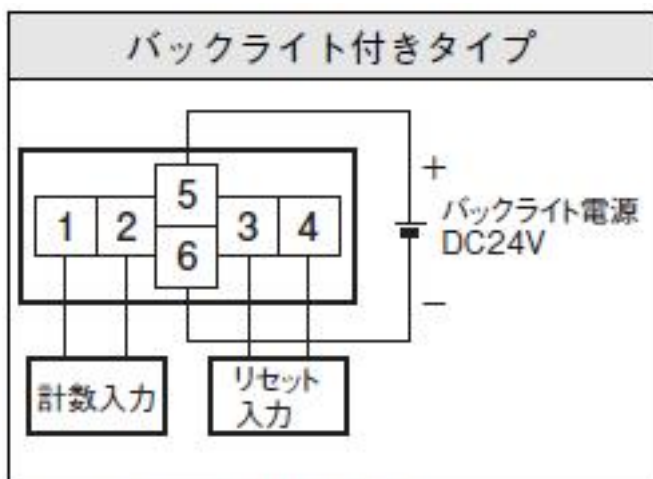 バックライト付きタイプ
5
1 2 3 4
6
+
バックライト電源
DC24V
−
計数入力
リセット
入力